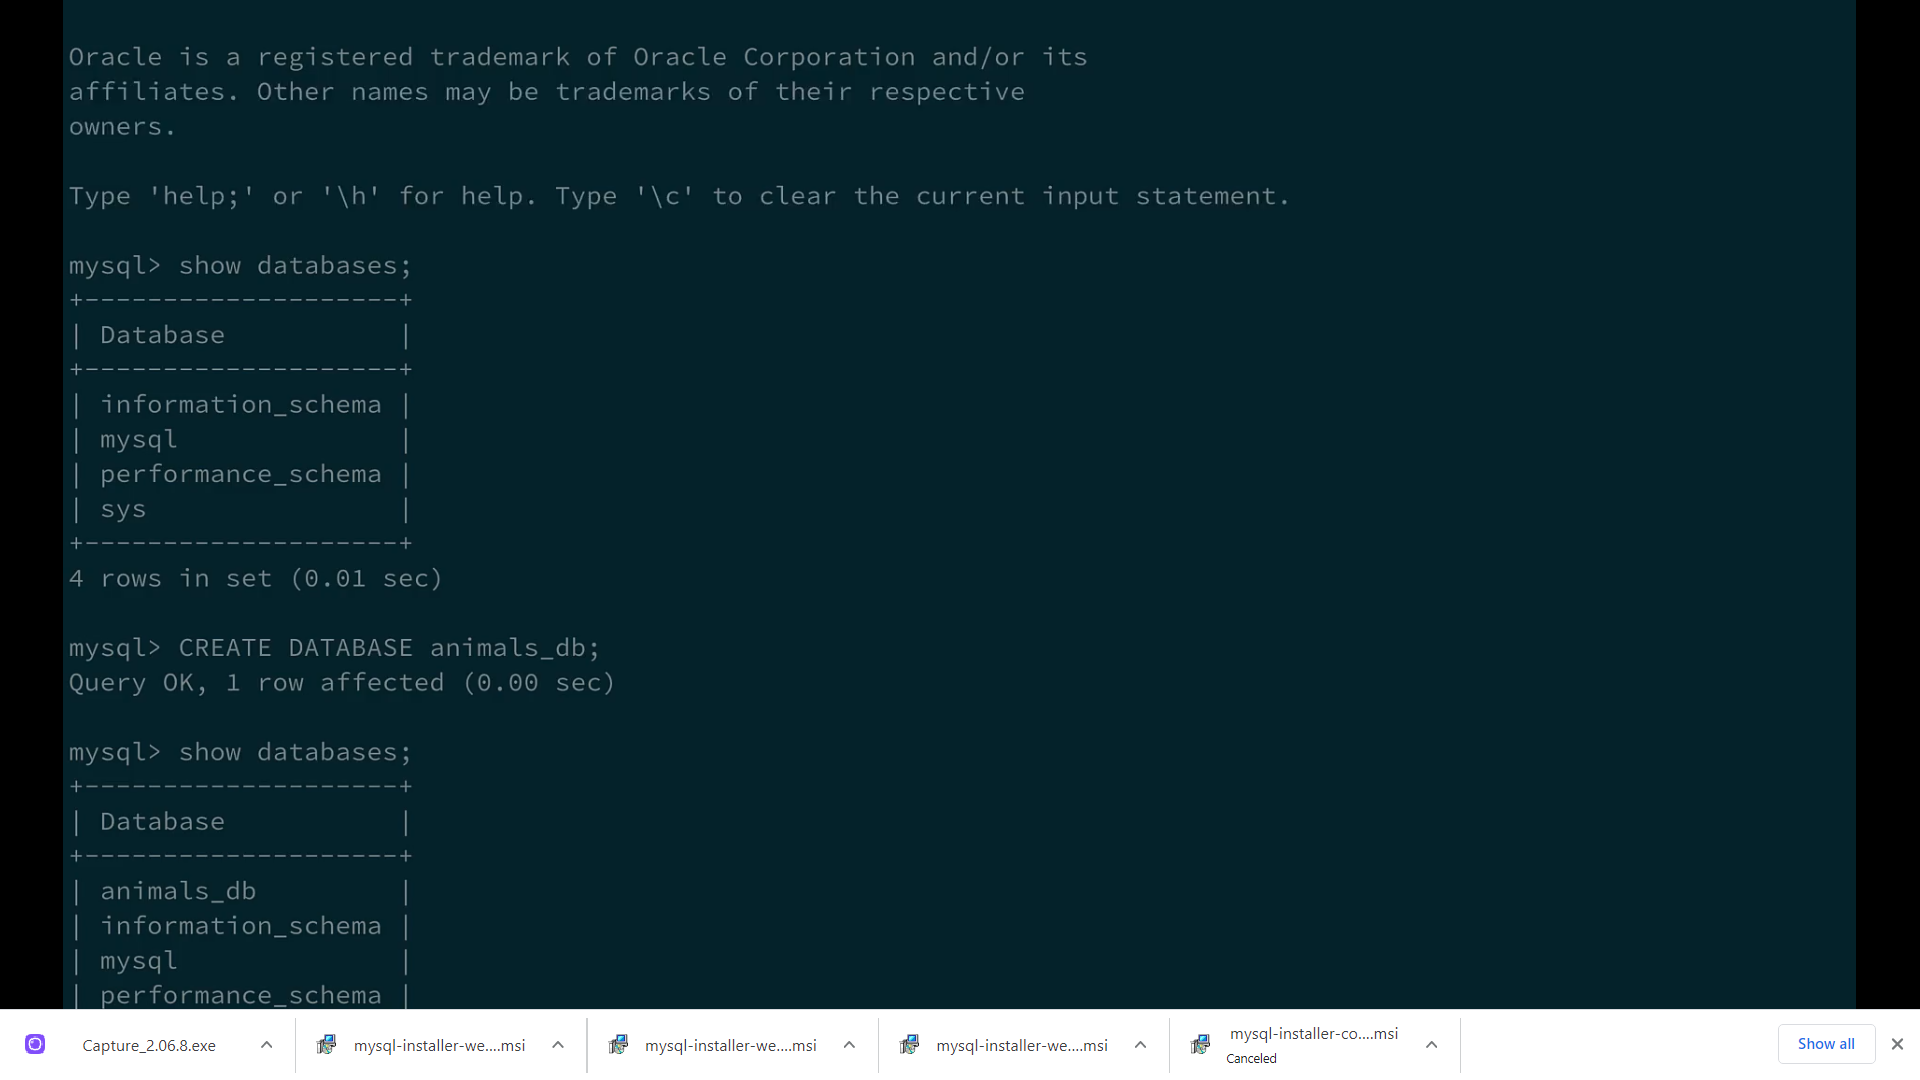 Oracle is a registered trademark of Oracle Corporation and/or its
affiliates. Other names may be trademarks of their respective
owners.
Type 'help;' or '\h' for help. Type '\c' to clear the current input statement.
mysql> show databases;
+--------------------+
| Database           |
+--------------------+
| information_schema |
| mysql              |
| performance_schema |
| sys                |
+--------------------+
4 rows in set (0.01 sec)
mysql> CREATE DATABASE animals_db;
Query OK, 1 row affected (0.00 sec)
mysql> show databases;
+--------------------+
| Database           |
+--------------------+
| animals_db         |
| information_schema |
| mysql              |
| performance_schema |
Capture_2.06.8.exe
mysql-installer-we....msi
mysql-installer-we....msi
mysql-installer-we....msi
mysql-installer-co....msi
Canceled
Show all